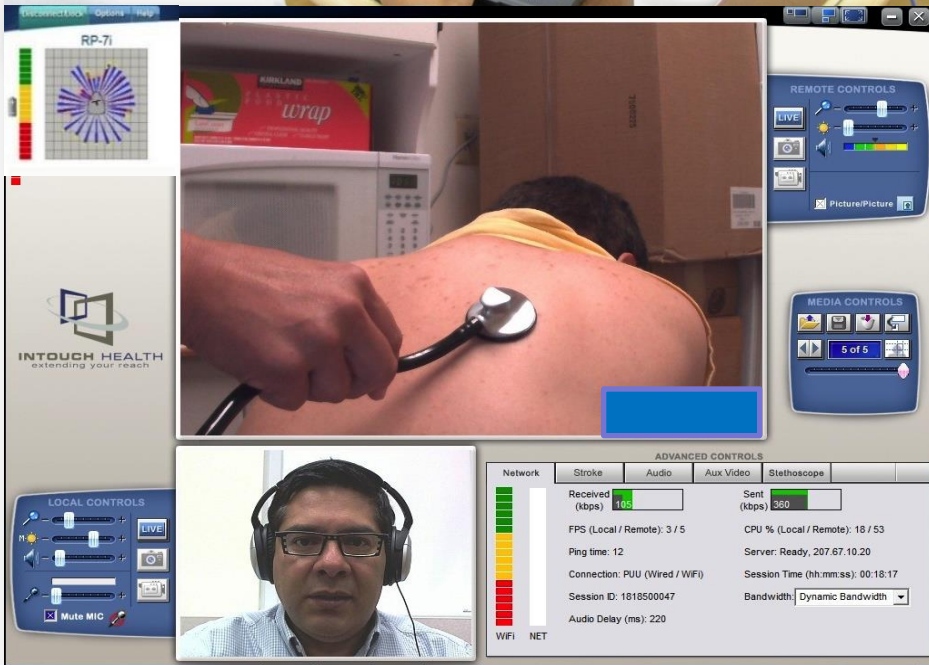 Disconnect/Lock Options Help
RP-7i
KIRKLAND
wrap
REMOTE CONTROLS
LIVE
Picture/Picture
INTOUCH HEALTH
extending your reach
MEDIA CONTROLS
5 of 5
ADVANCED CONTROLS
Network Stroke Audio Aux Video Stethoscope
Received (kbps) 105 Sent (kbps) 360
FPS (Local / Remote): 3 / 5 CPU % (Local / Remote): 18 / 53
Ping time: 12 Server: Ready, 207.67.10.20
Connection: PUU (Wired / WiFi) Session Time (hh:mm:ss): 00:18:17
Session ID: 1818500047 Bandwidth: Dynamic Bandwidth
Audio Delay (ms): 220
WiFi NET
LOCAL CONTROLS
M-
LIVE
Mute MIC